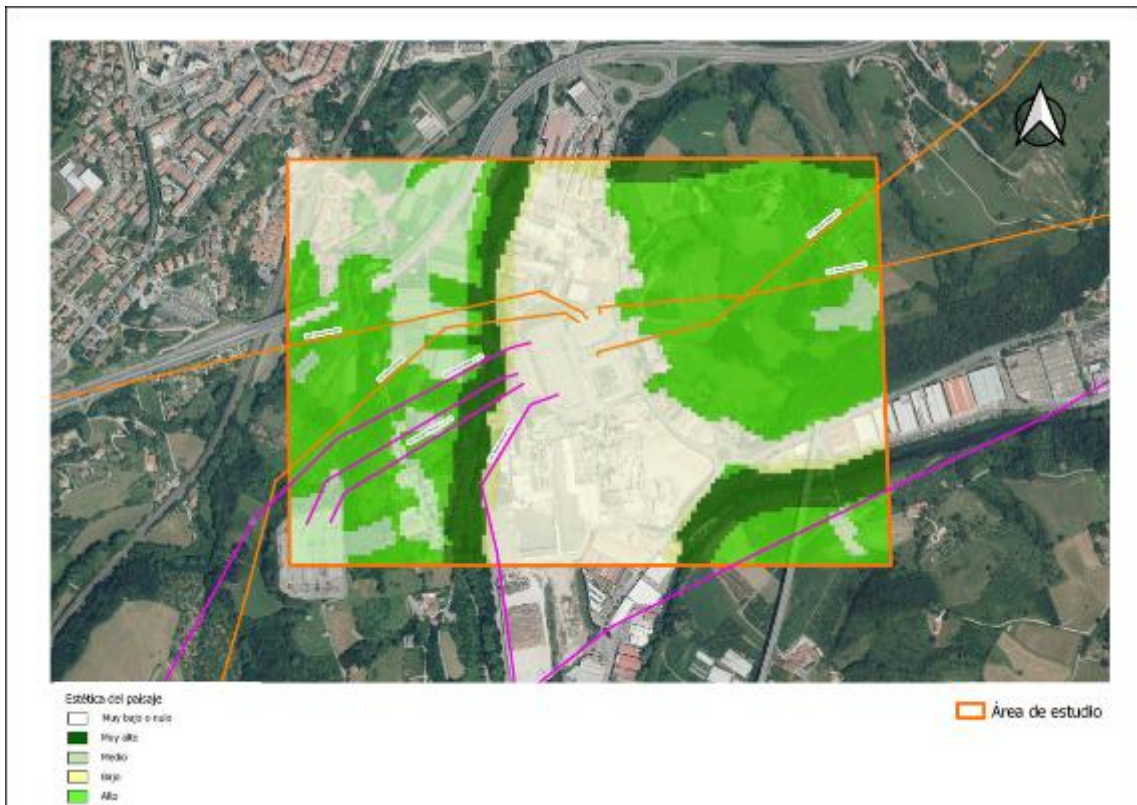 Estética del paisaje
Muy bajo o nulo
Muy alto
Medio
Bajo
Alto
Área de estudio